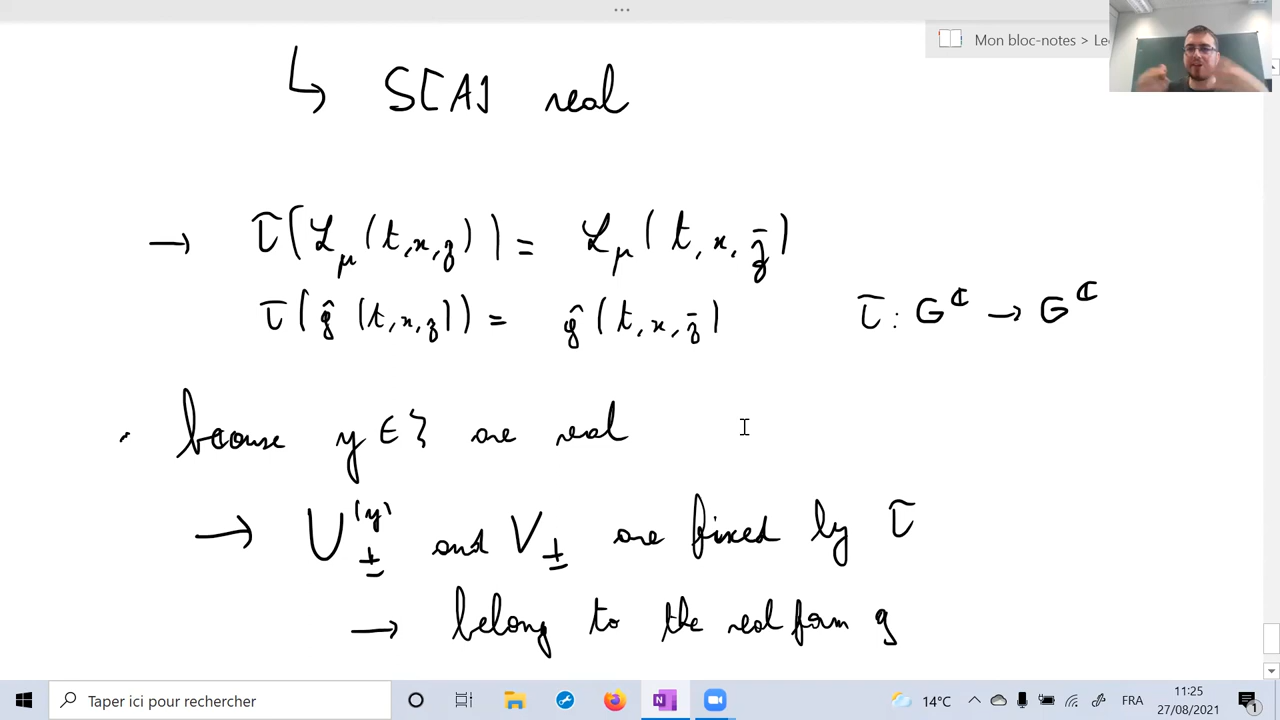 Mon bloc-notes > Le
↳ S[A] real
→ τ(ℒ_μ(t,x,z)) = ℒ_μ(t,x,z̄)
τ(ĝ(t,x,z)) = ĝ(t,x,z̄) τ: G^ℂ → G^ℂ
• because y ∈ ζ are real
→ U_±^(y) and V_± are fixed by τ
→ belong to the real form g
Taper ici pour rechercher
14°C
FRA
11:25
27/08/2021
1